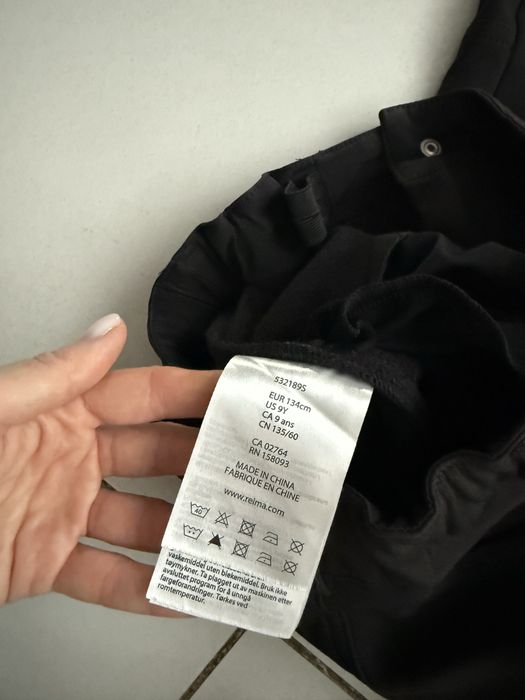 532189S
EUR 134cm
US 9Y
CA 9 ans
CN 135/60
CA 02764
RN 158093
MADE IN CHINA
FABRIQUE EN CHINE
www.reima.com
40
vaskemiddel uten blekemiddel. Bruk ikke
tøymykner. Ta plagget ut av maskinen etter
avsluttet program for å unngå
fargeforandringer. Tørkes ved
romtemperatur.